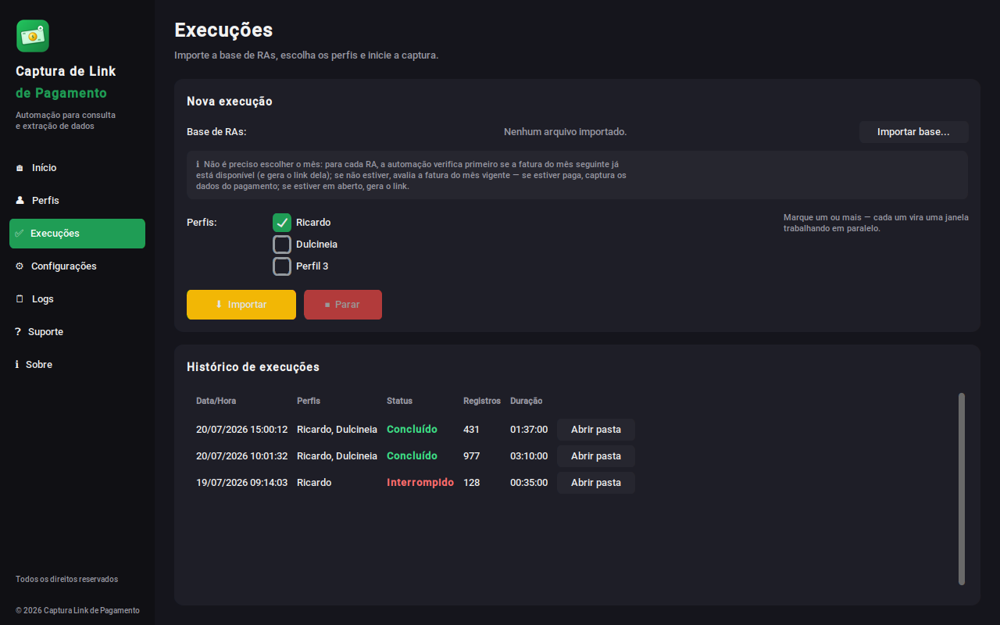 Captura de Link
de Pagamento
Automação para consulta
e extração de dados
Início
Perfis
Execuções
Configurações
Logs
? Suporte
i Sobre
Todos os direitos reservados
© 2026 Captura Link de Pagamento
Execuções
Importe a base de RAs, escolha os perfis e inicie a captura.
Nova execução
Base de RAs:
Nenhum arquivo importado.
Importar base...
ℹ Não é preciso escolher o mês: para cada RA, a automação verifica primeiro se a fatura do mês seguinte já
está disponível (e gera o link dela); se não estiver, avalia a fatura do mês vigente — se estiver paga, captura os
dados do pagamento; se estiver em aberto, gera o link.
Perfis:
Ricardo
Dulcineia
Perfil 3
Marque um ou mais — cada um vira uma janela
trabalhando em paralelo.
⬇ Importar
■ Parar
Histórico de execuções
Data/Hora Perfis Status Registros Duração
20/07/2026 15:00:12 Ricardo, Dulcineia Concluído 431 01:37:00 Abrir pasta
20/07/2026 10:01:32 Ricardo, Dulcineia Concluído 977 03:10:00 Abrir pasta
19/07/2026 09:14:03 Ricardo Interrompido 128 00:35:00 Abrir pasta